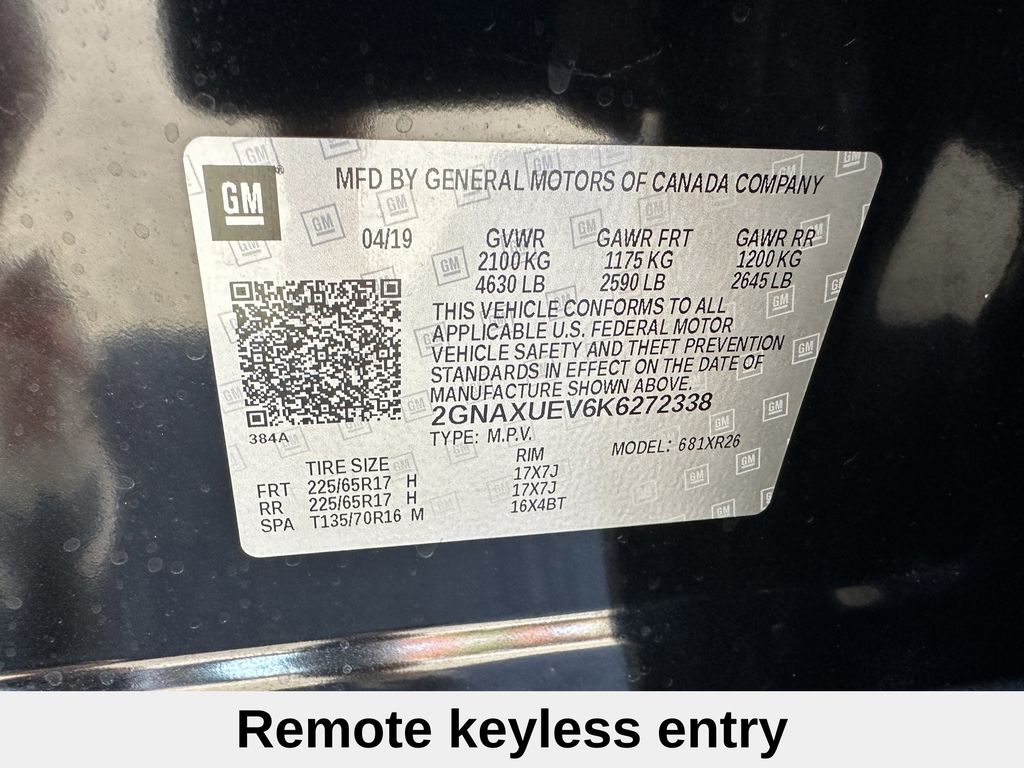 GM
MFD BY GENERAL MOTORS OF CANADA COMPANY
04/19 GVWR GAWR FRT GAWR RR
2100 KG 1175 KG 1200 KG
4630 LB 2590 LB 2645 LB
THIS VEHICLE CONFORMS TO ALL
APPLICABLE U.S. FEDERAL MOTOR
VEHICLE SAFETY AND THEFT PREVENTION
STANDARDS IN EFFECT ON THE DATE OF
MANUFACTURE SHOWN ABOVE.
2GNAXUEV6K6272338
384A
TYPE: M.P.V. MODEL: 681XR26
TIRE SIZE RIM
FRT 225/65R17 H 17X7J
RR 225/65R17 H 17X7J
SPA T135/70R16 M 16X4BT
Remote keyless entry